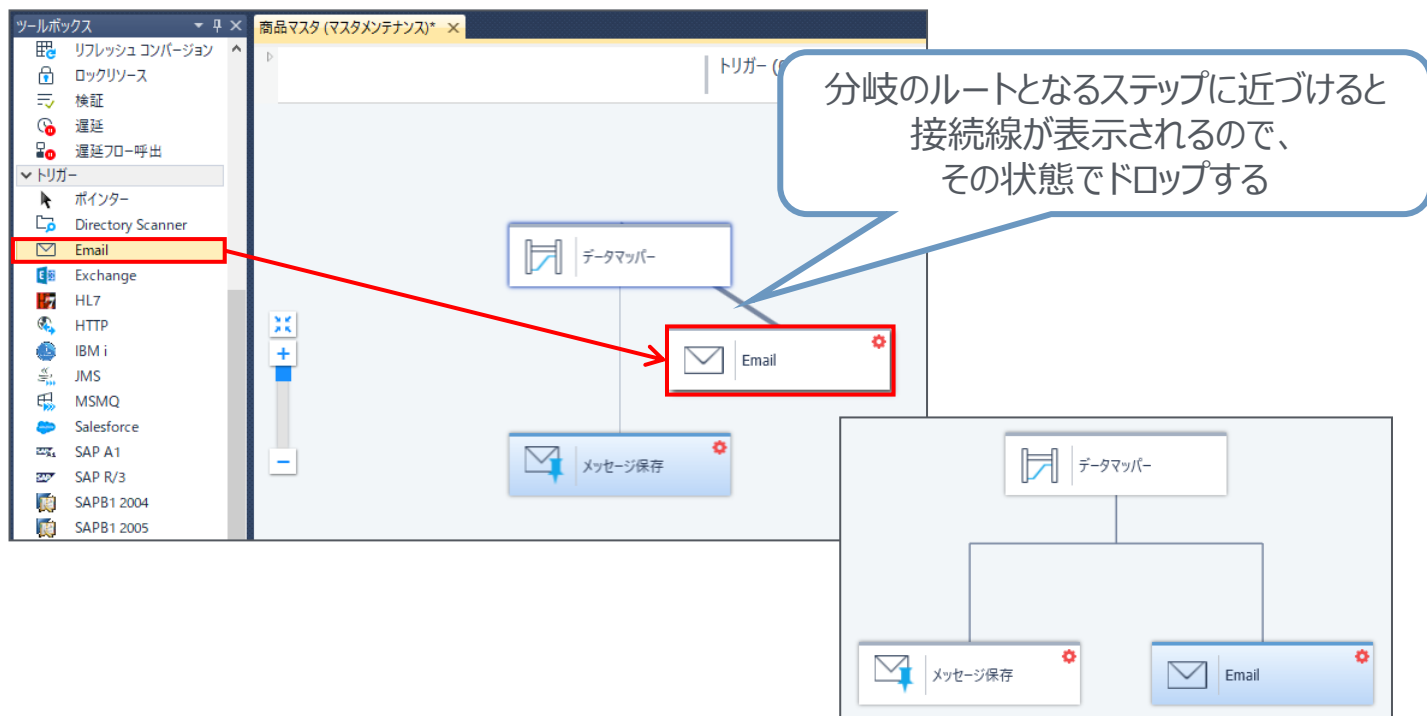 ツールボックス
リフレッシュ コンバージョン
ロックリソース
検証
遅延
遅延フロー呼出
トリガー
ポインター
Directory Scanner
Email
Exchange
HL7
HTTP
IBM i
JMS
MSMQ
Salesforce
SAP A1
SAP R/3
SAPB1 2004
SAPB1 2005
商品マスタ (マスタメンテナンス)*
トリガー (
分岐のルートとなるステップに近づけると
接続線が表示されるので、
その状態でドロップする
データマッパー
Email
メッセージ保存
データマッパー
メッセージ保存
Email